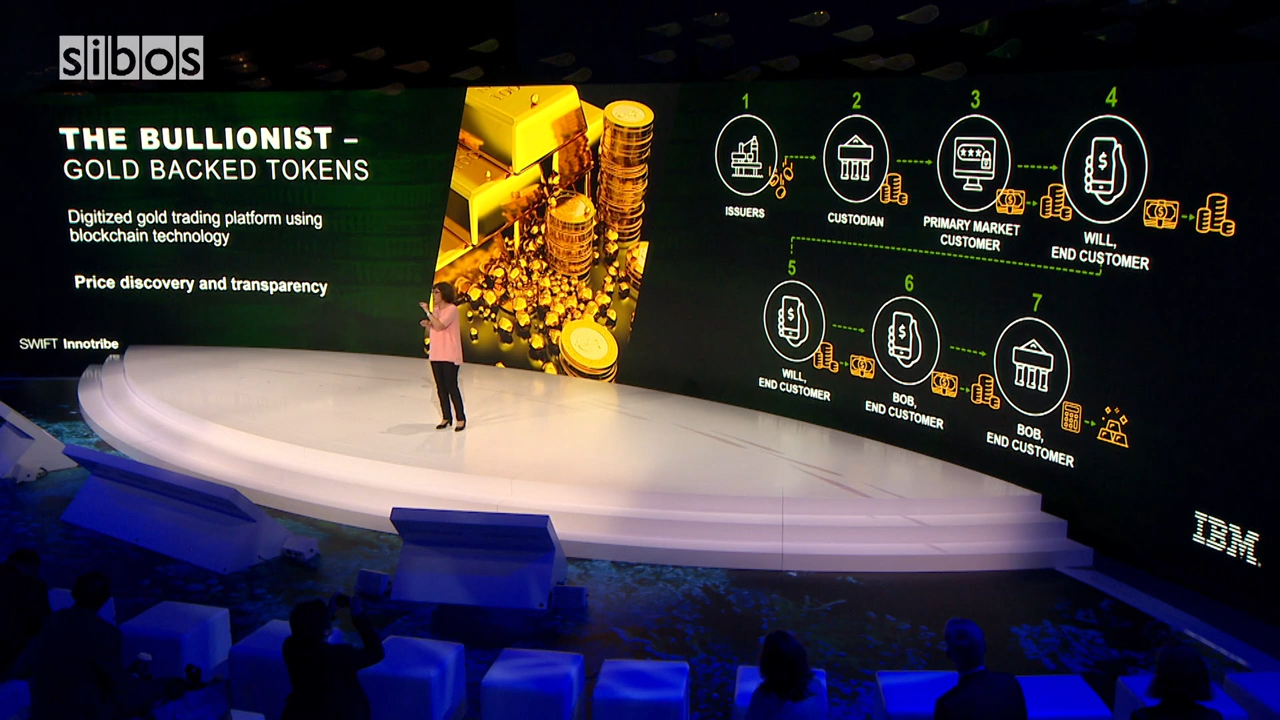 sibos
THE BULLIONIST –
GOLD BACKED TOKENS
Digitized gold trading platform using
blockchain technology
Price discovery and transparency
SWIFT Innotribe
1
ISSUERS
2
CUSTODIAN
3
PRIMARY MARKET
CUSTOMER
4
$
WILL,
END CUSTOMER
5
$
WILL,
END CUSTOMER
6
$
BOB,
END CUSTOMER
7
BOB,
END CUSTOMER
IBM